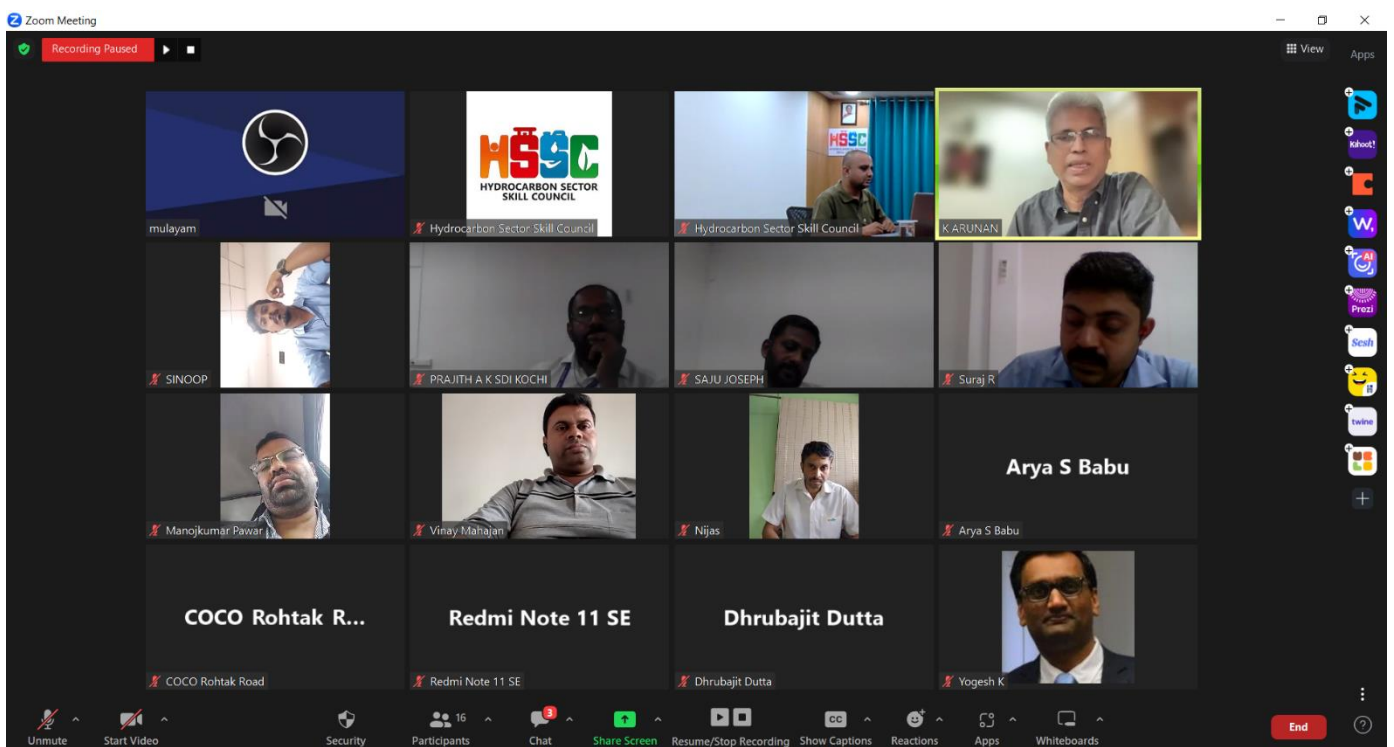 Zoom Meeting
Recording Paused
View
Apps
mulayam
HSSC
HYDROCARBON SECTOR
SKILL COUNCIL
Hydrocarbon Sector Skill Council
HSSC
Hydrocarbon Sector Skill Council
K ARUNAN
SINOOP
PRAJITH A K SDI KOCHI
SAJU JOSEPH
Suraj R
Manojkumar Pawar
Vinay Mahajan
Nijas
Arya S Babu
Arya S Babu
COCO Rohtak R...
COCO Rohtak Road
Redmi Note 11 SE
Redmi Note 11 SE
Dhrubajit Dutta
Dhrubajit Dutta
Yogesh K
Kahoot!
W,
AI
Prezi
Sesh
twine
Unmute
Start Video
Security
16
Participants
3
Chat
Share Screen
Resume/Stop Recording
CC
Show Captions
Reactions
Apps
Whiteboards
End